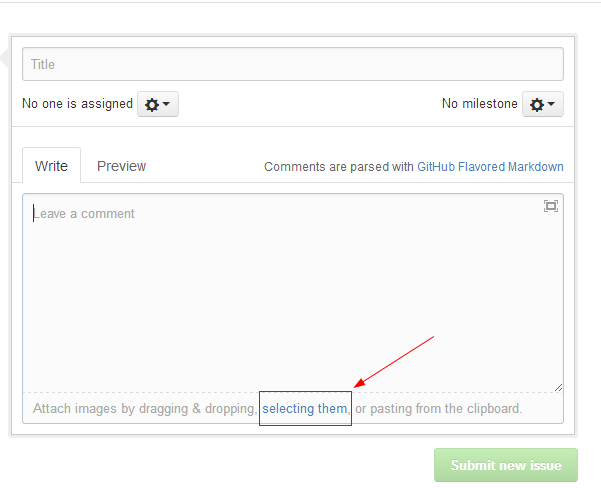 Title
No one is assigned No milestone
Write Preview Comments are parsed with GitHub Flavored Markdown
Leave a comment
Attach images by dragging & dropping, selecting them, or pasting from the clipboard.
Submit new issue